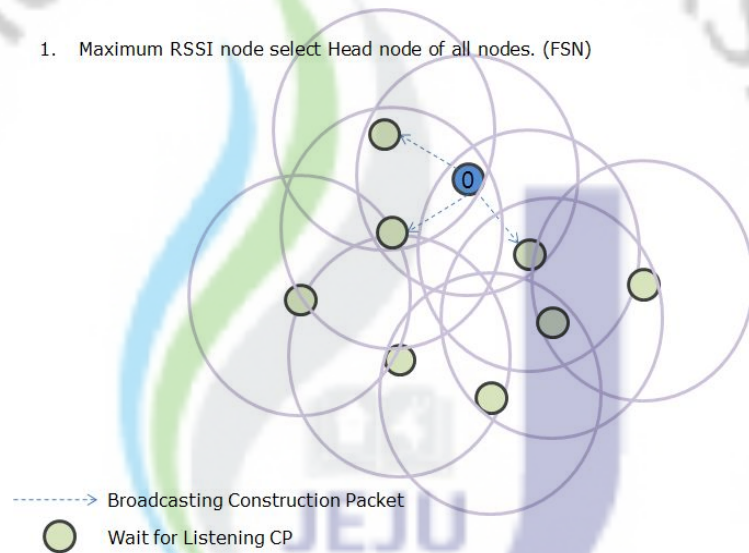 1. Maximum RSSI node select Head node of all nodes. (FSN)
0
Broadcasting Construction Packet
Wait for Listening CP
JEJU